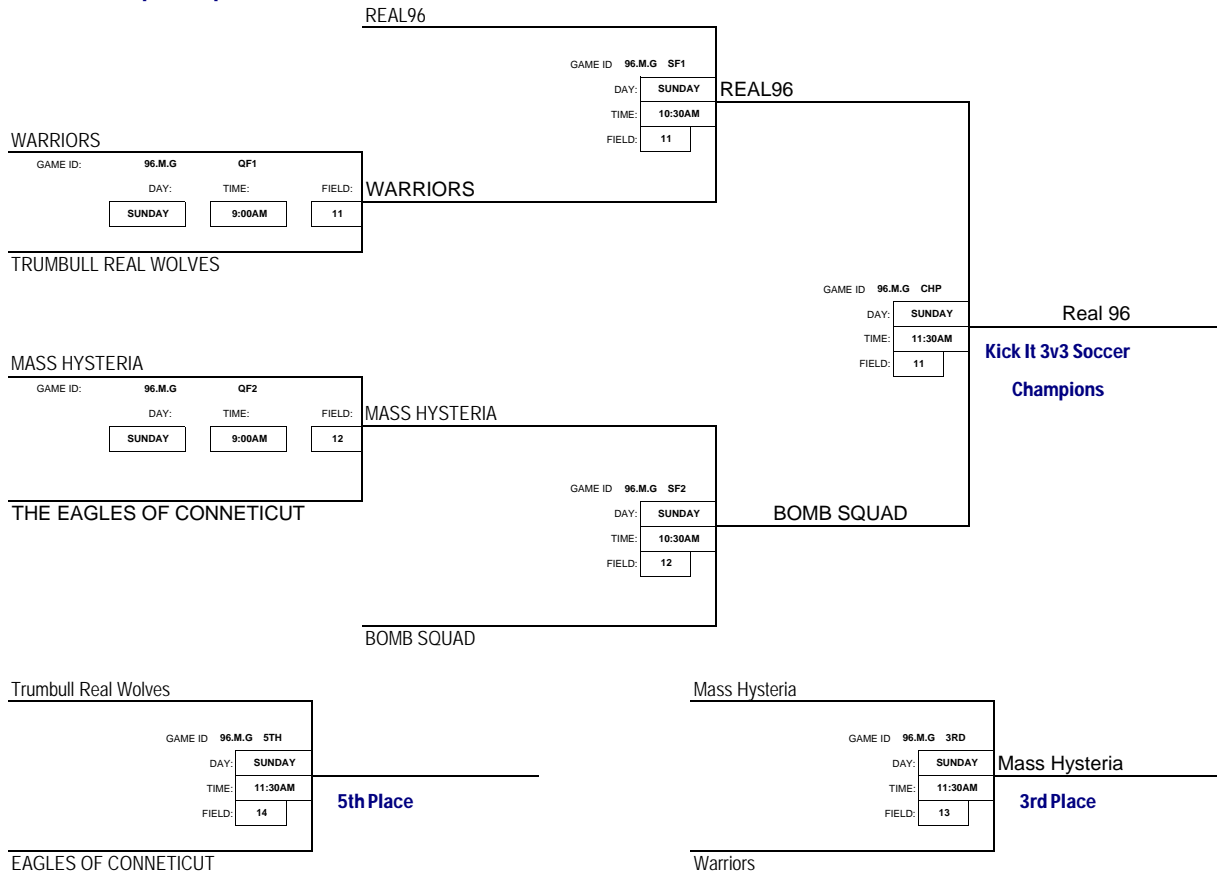 REAL96
GAME ID 96.M.G SF1
DAY: SUNDAY
TIME: 10:30AM
FIELD: 11
REAL96
WARRIORS
GAME ID: 96.M.G QF1
DAY: TIME: FIELD:
SUNDAY 9:00AM 11
WARRIORS
TRUMBULL REAL WOLVES
GAME ID 96.M.G CHP
DAY: SUNDAY
TIME: 11:30AM
FIELD: 11
Real 96
Kick It 3v3 Soccer
Champions
MASS HYSTERIA
GAME ID: 96.M.G QF2
DAY: TIME: FIELD:
SUNDAY 9:00AM 12
MASS HYSTERIA
THE EAGLES OF CONNETICUT
GAME ID 96.M.G SF2
DAY: SUNDAY
TIME: 10:30AM
FIELD: 12
BOMB SQUAD
BOMB SQUAD
Trumbull Real Wolves
GAME ID 96.M.G 5TH
DAY: SUNDAY
TIME: 11:30AM
FIELD: 14
5th Place
EAGLES OF CONNETICUT
Mass Hysteria
GAME ID 96.M.G 3RD
DAY: SUNDAY
TIME: 11:30AM
FIELD: 13
Mass Hysteria
3rd Place
Warriors